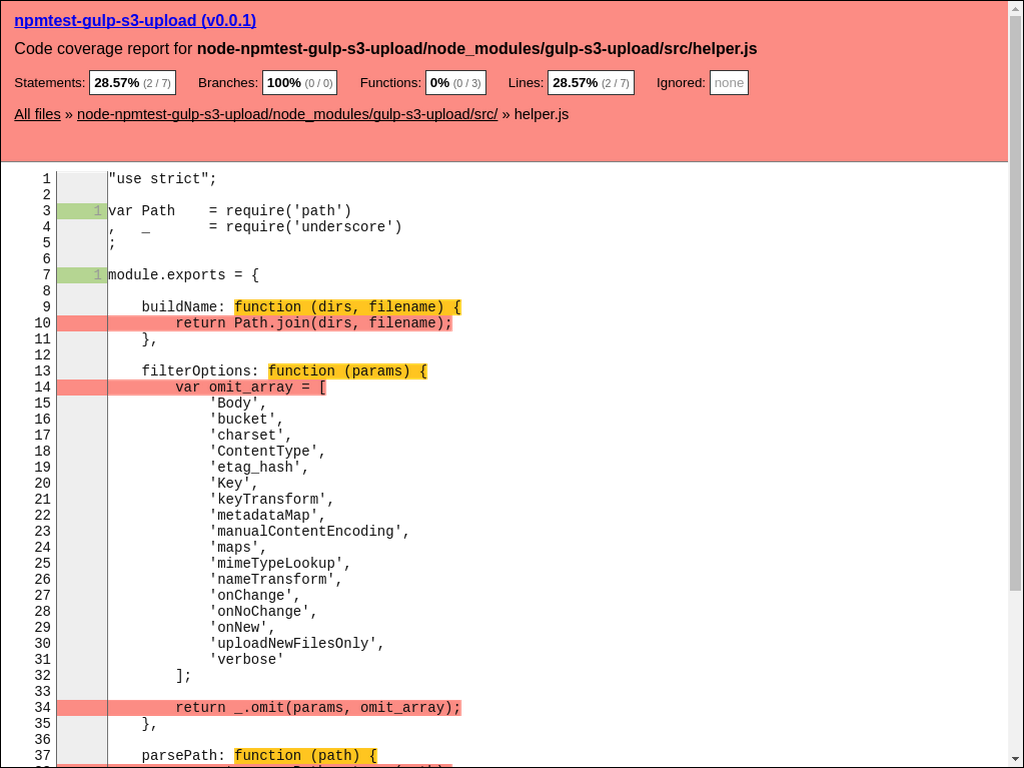 npmtest-gulp-s3-upload (v0.0.1)
Code coverage report for node-npmtest-gulp-s3-upload/node_modules/gulp-s3-upload/src/helper.js
Statements: 28.57% (2 / 7) Branches: 100% (0 / 0) Functions: 0% (0 / 3) Lines: 28.57% (2 / 7) Ignored: none
All files » node-npmtest-gulp-s3-upload/node_modules/gulp-s3-upload/src/ » helper.js
1 "use strict";
2
3 1 var Path    = require('path')
4 ,   _       = require('underscore')
5 ;
6
7 1 module.exports = {
8
9     buildName: function (dirs, filename) {
10         return Path.join(dirs, filename);
11     },
12
13     filterOptions: function (params) {
14         var omit_array = [
15             'Body',
16             'bucket',
17             'charset',
18             'ContentType',
19             'etag_hash',
20             'Key',
21             'keyTransform',
22             'metadataMap',
23             'manualContentEncoding',
24             'maps',
25             'mimeTypeLookup',
26             'nameTransform',
27             'onChange',
28             'onNoChange',
29             'onNew',
30             'uploadNewFilesOnly',
31             'verbose'
32         ];
33
34         return _.omit(params, omit_array);
35     },
36
37     parsePath: function (path) {